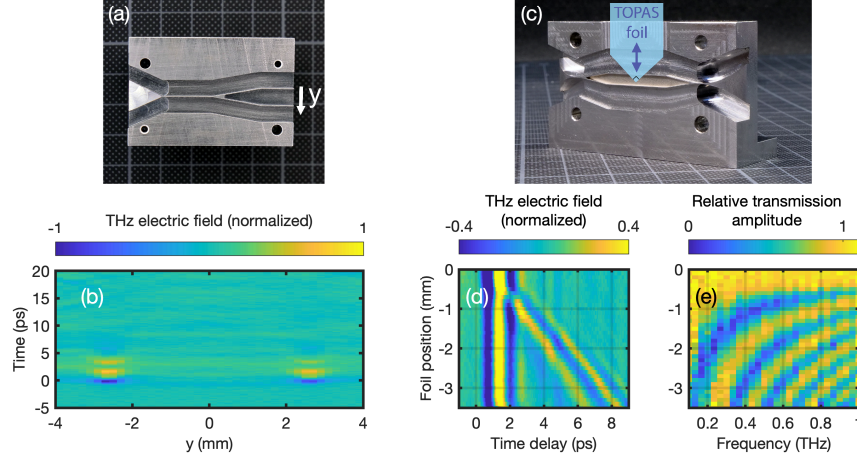 (a)
y
(c)
TOPAS
foil
THz electric field (normalized)
-1
1
(b)
20
15
10
5
0
-5
Time (ps)
-4
-2
0
2
4
y (mm)
THz electric field
(normalized)
-0.4
0.4
(d)
0
-1
-2
-3
Foil position (mm)
0
2
4
6
8
Time delay (ps)
Relative transmission
amplitude
0
1
(e)
0
-1
-2
-3
0.2
0.4
0.6
0.8
1
Frequency (THz)